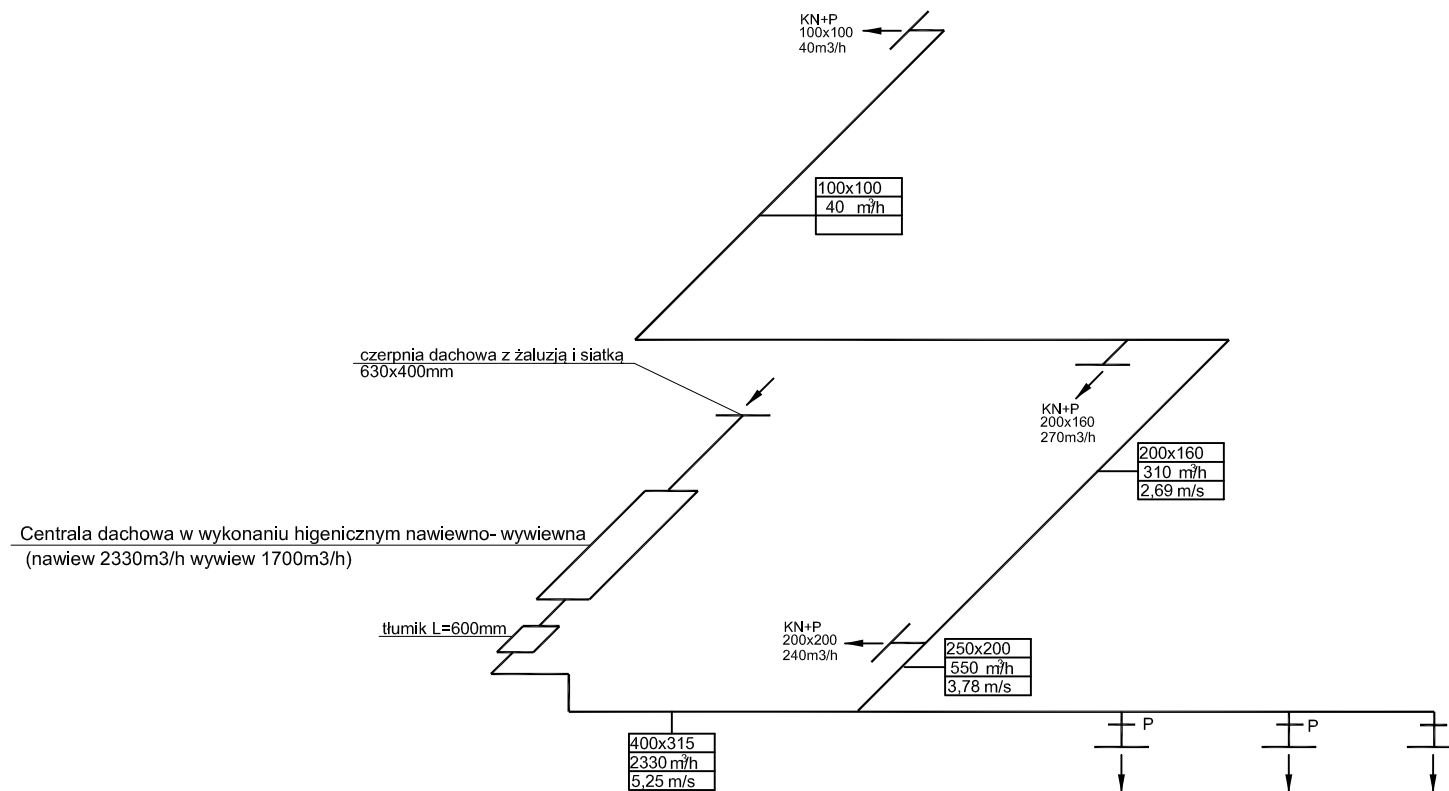 KN+P
100x100
40m3/h
100x100
40 m³/h
czerpnia dachowa z żaluzją i siatką
630x400mm
KN+P
200x160
270m3/h
200x160
310 m³/h
2,69 m/s
Centrala dachowa w wykonaniu higenicznym nawiewno- wywiewna
(nawiew 2330m3/h wywiew 1700m3/h)
tłumik L=600mm
KN+P
200x200
240m3/h
250x200
550 m³/h
3,78 m/s
P
P
400x315
2330 m³/h
5,25 m/s